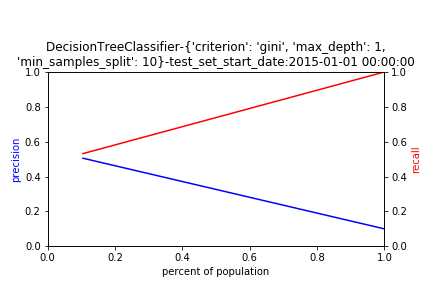 DecisionTreeClassifier-{'criterion': 'gini', 'max_depth': 1,
'min_samples_split': 10}-test_set_start_date:2015-01-01 00:00:00
1.0
0.8
0.6
0.4
0.2
0.0
precision
1.0
0.8
0.6
0.4
0.2
0.0
recall
0.0 0.2 0.4 0.6 0.8 1.0
percent of population